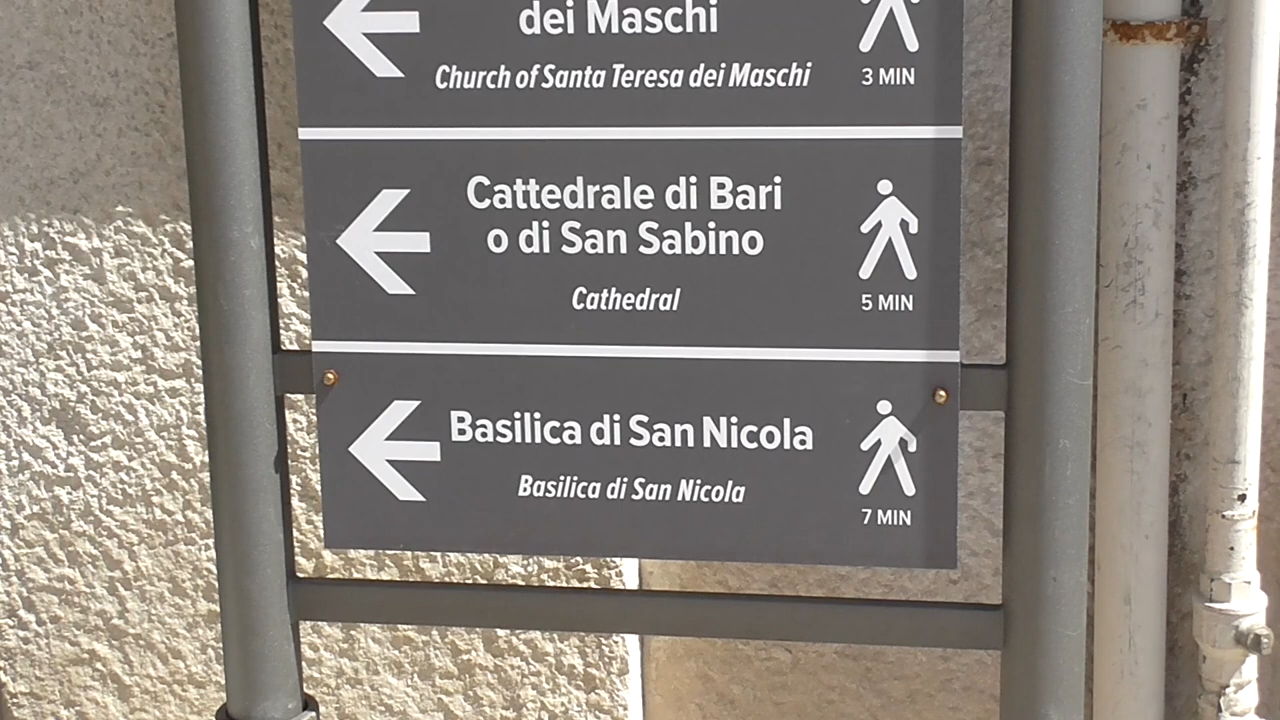 dei Maschi
Church of Santa Teresa dei Maschi
3 MIN
Cattedrale di Bari
o di San Sabino
Cathedral
5 MIN
Basilica di San Nicola
Basilica di San Nicola
7 MIN